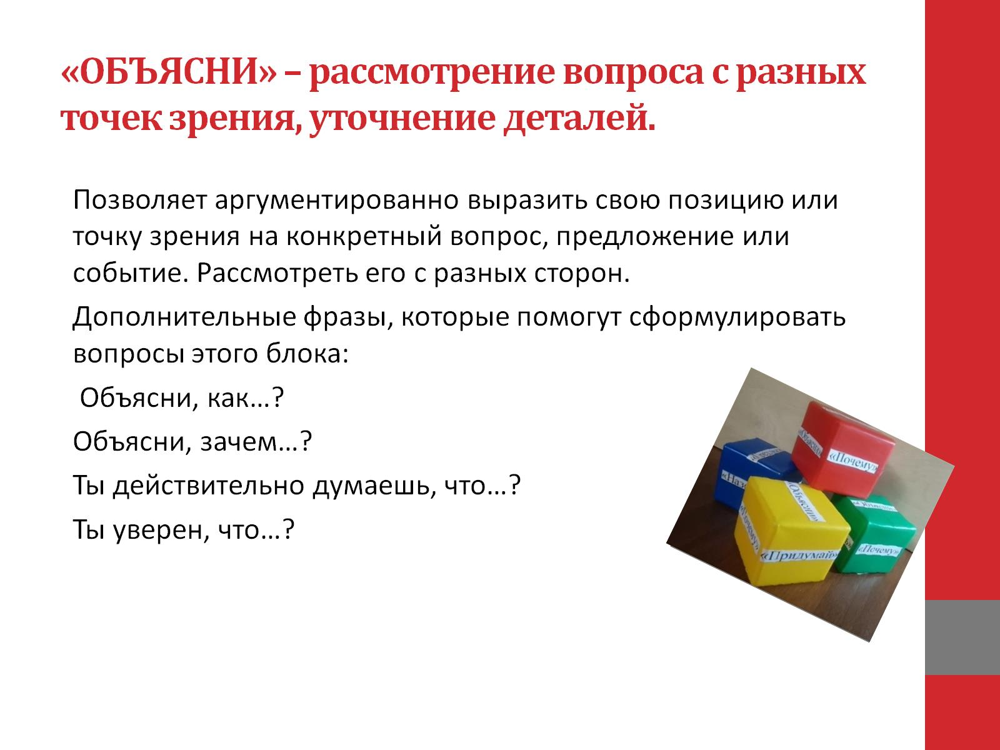 «ОБЪЯСНИ» – рассмотрение вопроса с разных
точек зрения, уточнение деталей.
Позволяет аргументированно выразить свою позицию или
точку зрения на конкретный вопрос, предложение или
событие. Рассмотреть его с разных сторон.
Дополнительные фразы, которые помогут сформулировать
вопросы этого блока:
Объясни, как…?
Объясни, зачем…?
Ты действительно думаешь, что…?
Ты уверен, что…?
«Объясни»
«Почему»
«Объясни»
«Почему»
«Придумай»
«Почему»